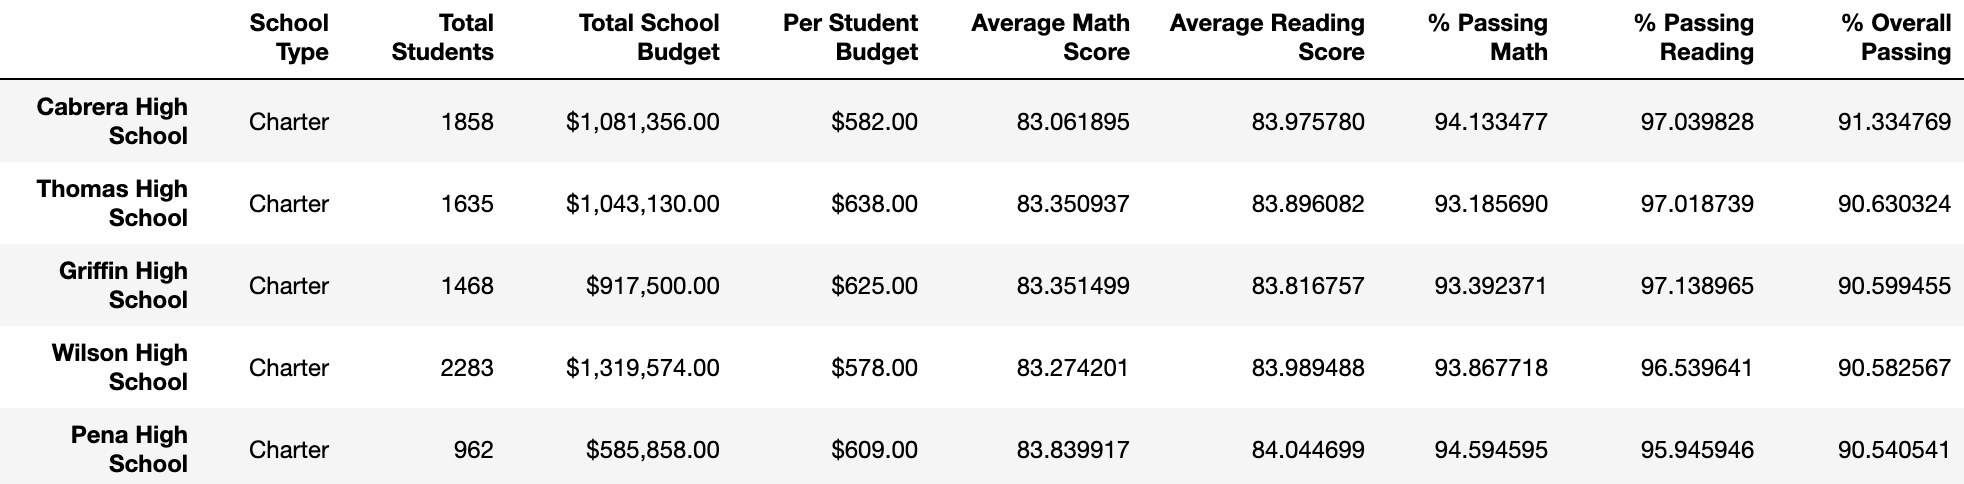 School Total Total School Per Student Average Math Average Reading % Passing % Passing % Overall
Type Students Budget Budget Score Score Math Reading Passing
Cabrera High
School Charter 1858 $1,081,356.00 $582.00 83.061895 83.975780 94.133477 97.039828 91.334769
Thomas High
School Charter 1635 $1,043,130.00 $638.00 83.350937 83.896082 93.185690 97.018739 90.630324
Griffin High
School Charter 1468 $917,500.00 $625.00 83.351499 83.816757 93.392371 97.138965 90.599455
Wilson High
School Charter 2283 $1,319,574.00 $578.00 83.274201 83.989488 93.867718 96.539641 90.582567
Pena High
School Charter 962 $585,858.00 $609.00 83.839917 84.044699 94.594595 95.945946 90.540541